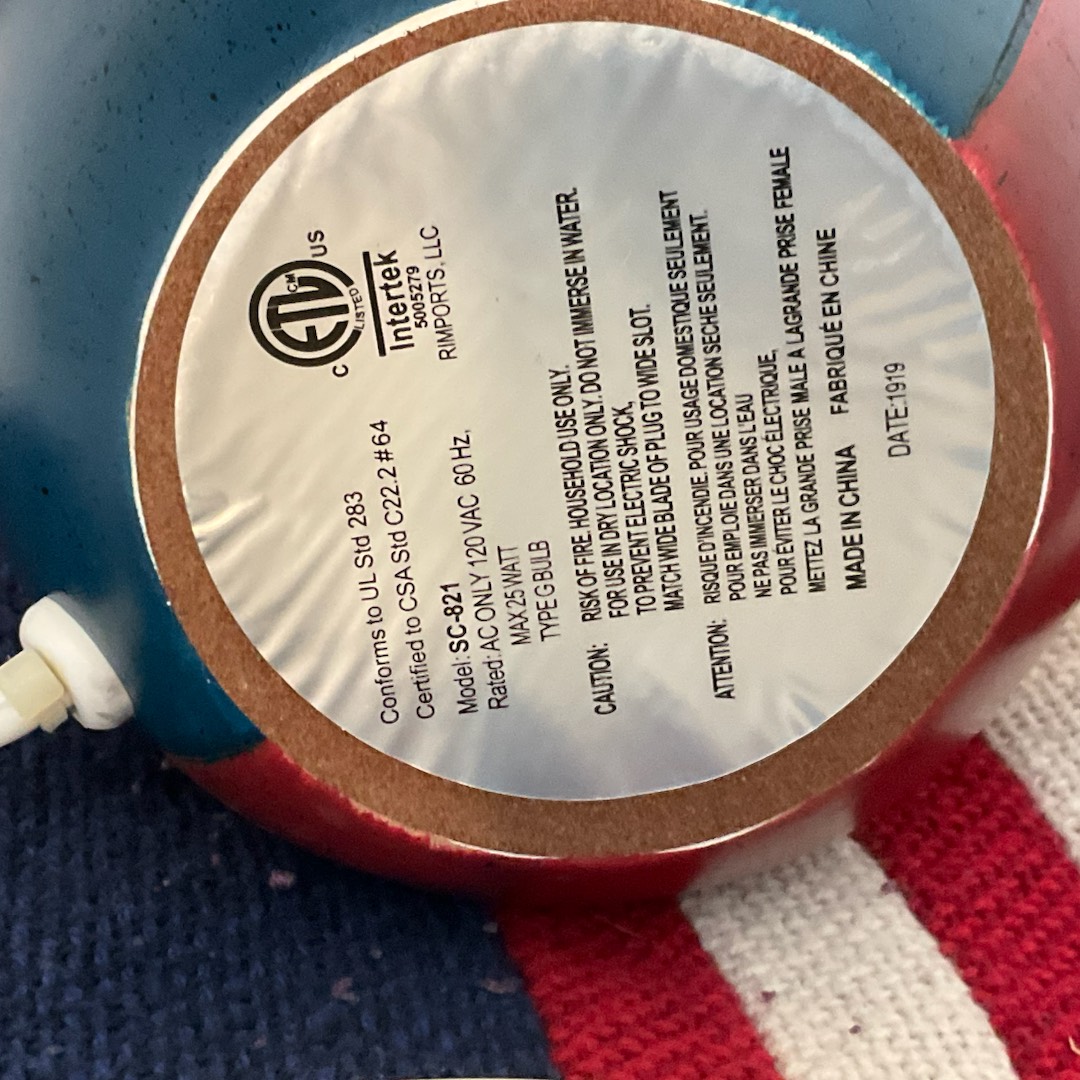 C ETL CM LISTED US
Intertek
5005279
RIMPORTS, LLC
Conforms to UL Std 283
Certified to CSA Std C22.2 #64
Model: SC-821
Rated: AC ONLY 120 VAC 60 Hz,
MAX 25 WATT
TYPE G BULB
CAUTION: RISK OF FIRE. HOUSEHOLD USE ONLY.
FOR USE IN DRY LOCATION ONLY. DO NOT IMMERSE IN WATER.
TO PREVENT ELECTRIC SHOCK,
MATCH WIDE BLADE OF PLUG TO WIDE SLOT.
ATTENTION: RISQUE D'INCENDIE. POUR USAGE DOMESTIQUE SEULEMENT
POUR EMPLOIE DANS UNE LOCATION SECHE SEULEMENT.
NE PAS IMMERSER DANS L'EAU
POUR ÉVITER LE CHOC ÉLECTRIQUE,
METTEZ LA GRANDE PRISE MALE A LAGRANDE PRISE FEMALE
MADE IN CHINA FABRIQUÉ EN CHINE
DATE:1919